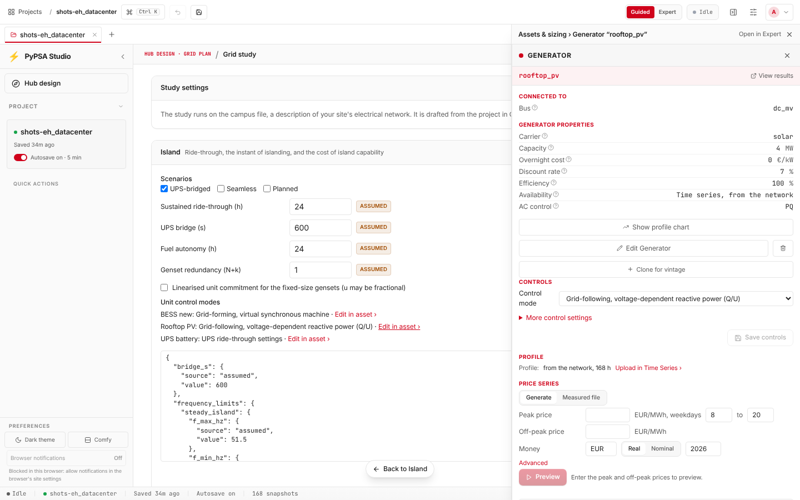 Projects / shots-eh_datacenter Ctrl K
Guided Expert Idle A
shots-eh_datacenter × +
PyPSA Studio
Hub design
PROJECT
shots-eh_datacenter
Saved 34m ago
Autosave on · 5 min
QUICK ACTIONS
PREFERENCES
Dark theme Comfy
Browser notifications Off
Blocked in this browser: allow notifications in the
browser's site settings
HUB DESIGN · GRID PLAN / Grid study
Study settings
The study runs on the campus file, a description of your site's electrical network. It is drafted from the project in
Island Ride-through, the instant of islanding, and the cost of island capability
Scenarios
UPS-bridged Seamless Planned
Sustained ride-through (h) 24 ASSUMED
UPS bridge (s) 600 ASSUMED
Fuel autonomy (h) 24 ASSUMED
Genset redundancy (N+k) 1 ASSUMED
Linearised unit commitment for the fixed-size gensets (u may be fractional)
Unit control modes
BESS new: Grid-forming, virtual synchronous machine · Edit in asset ›
Rooftop PV: Grid-following, voltage-dependent reactive power (Q/U) · Edit in asset ›
UPS battery: UPS ride-through settings · Edit in asset ›
{
"bridge_s": {
"source": "assumed",
"value": 600
},
"frequency_limits": {
"steady_island": {
"f_max_hz": {
"source": "assumed",
"value": 51.5
},
"f_min_hz": {
← Back to Island
Assets & sizing › Generator "rooftop_pv" Open in Expert ×
GENERATOR ×
rooftop_pv View results
CONNECTED TO
Bus ? dc_mv
GENERATOR PROPERTIES
Carrier ? solar
Capacity ? 4 MW
Overnight cost ? 0 €/kW
Discount rate ? 7 %
Efficiency ? 100 %
Availability ? Time series, from the network
AC control ? PQ
Show profile chart
Edit Generator
+ Clone for vintage
CONTROLS
Control
mode
Grid-following, voltage-dependent reactive power (Q/U)
More control settings
Save controls
PROFILE
Profile: from the network, 168 h Upload in Time Series ›
PRICE SERIES
Generate Measured file
Peak price EUR/MWh, weekdays 8 to 20
Off-peak price EUR/MWh
Money EUR Real Nominal 2026
Advanced
Preview Enter the peak and off-peak prices to preview.
Idle shots-eh_datacenter Saved 34m ago Autosave on 168 snapshots